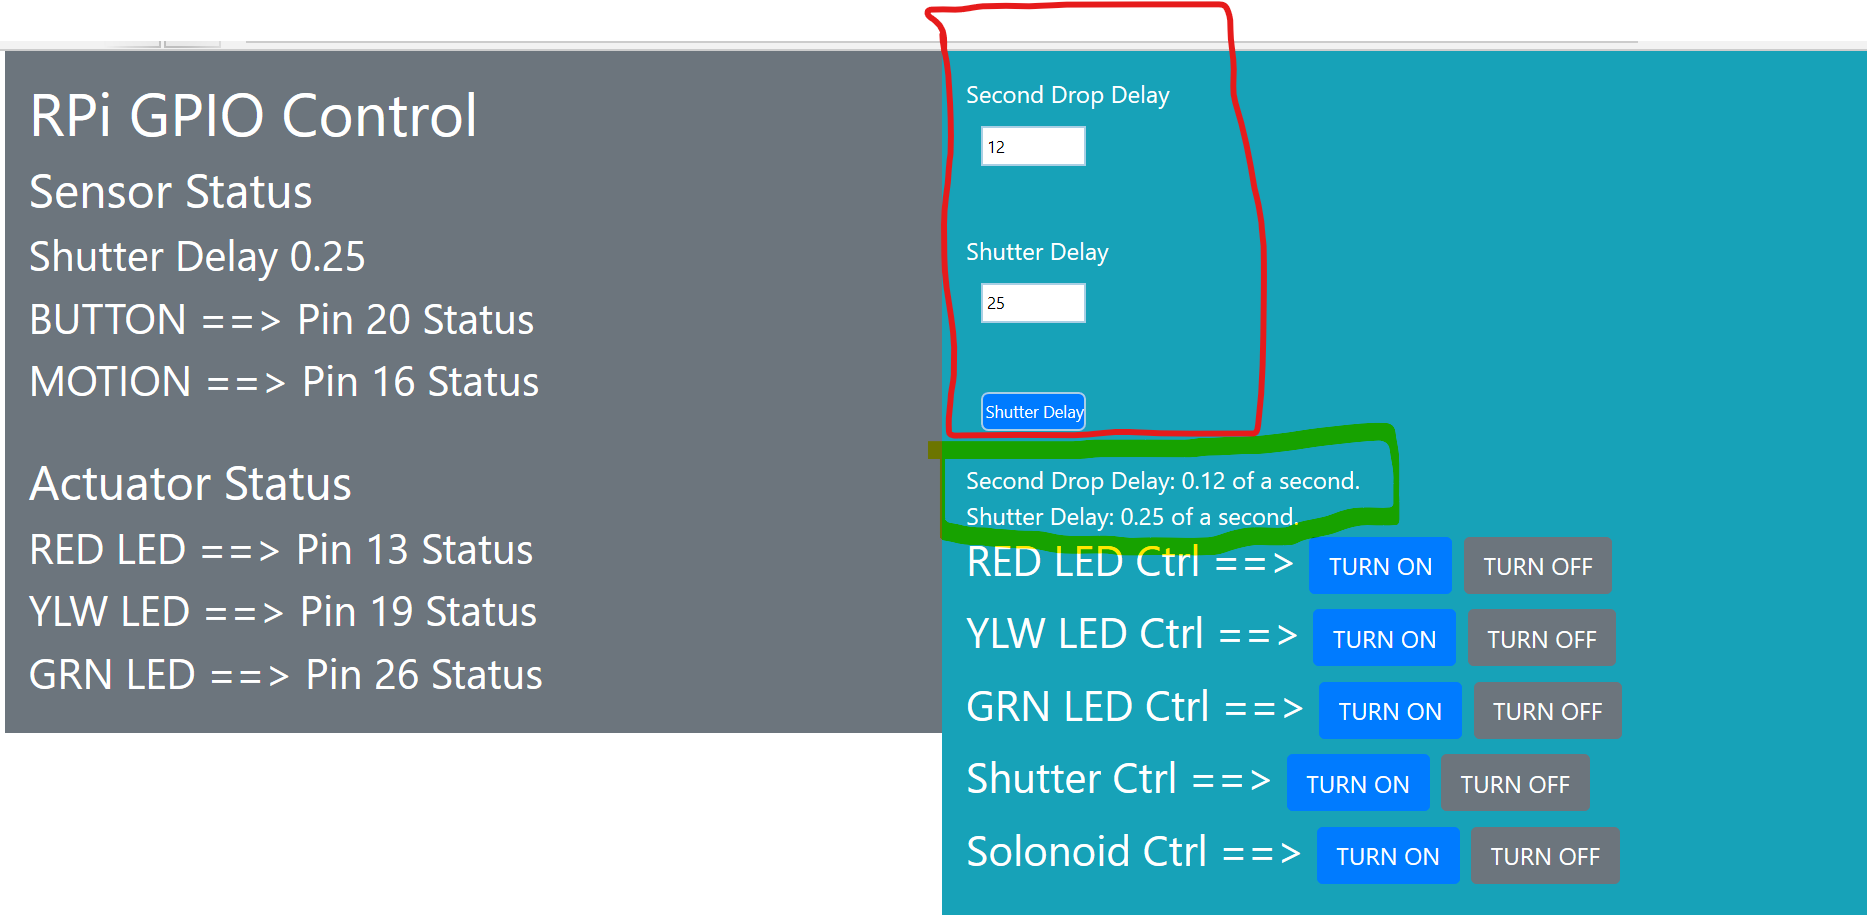 RPi GPIO Control
Sensor Status
Shutter Delay 0.25
BUTTON ==> Pin 20 Status
MOTION ==> Pin 16 Status
Actuator Status
RED LED ==> Pin 13 Status
YLW LED ==> Pin 19 Status
GRN LED ==> Pin 26 Status
Second Drop Delay
12
Shutter Delay
25
Shutter Delay
Second Drop Delay: 0.12 of a second.
Shutter Delay: 0.25 of a second.
RED LED Ctrl ==> TURN ON TURN OFF
YLW LED Ctrl ==> TURN ON TURN OFF
GRN LED Ctrl ==> TURN ON TURN OFF
Shutter Ctrl ==> TURN ON TURN OFF
Solonoid Ctrl ==> TURN ON TURN OFF